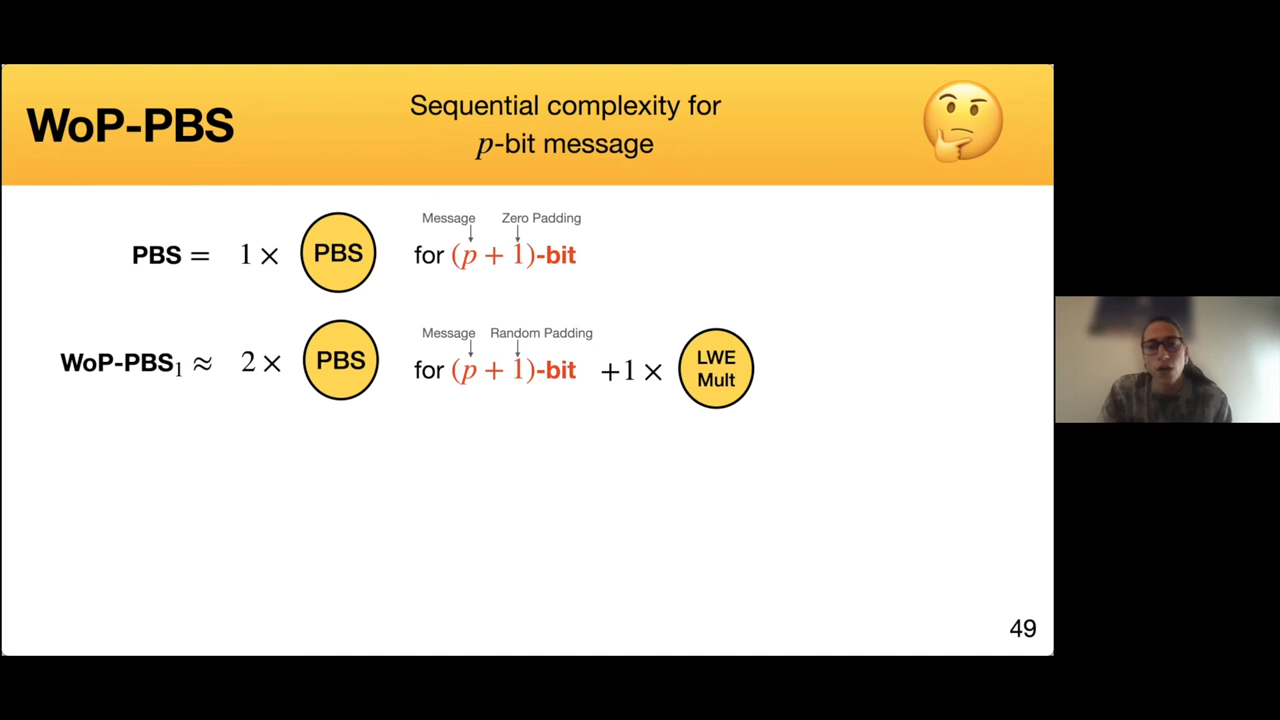 WoP-PBS
Sequential complexity for
p-bit message
Message Zero Padding
PBS = 1 × PBS for (p + 1)-bit
Message Random Padding
WoP-PBS₁ ≈ 2 × PBS for (p + 1)-bit +1 × LWE Mult
49